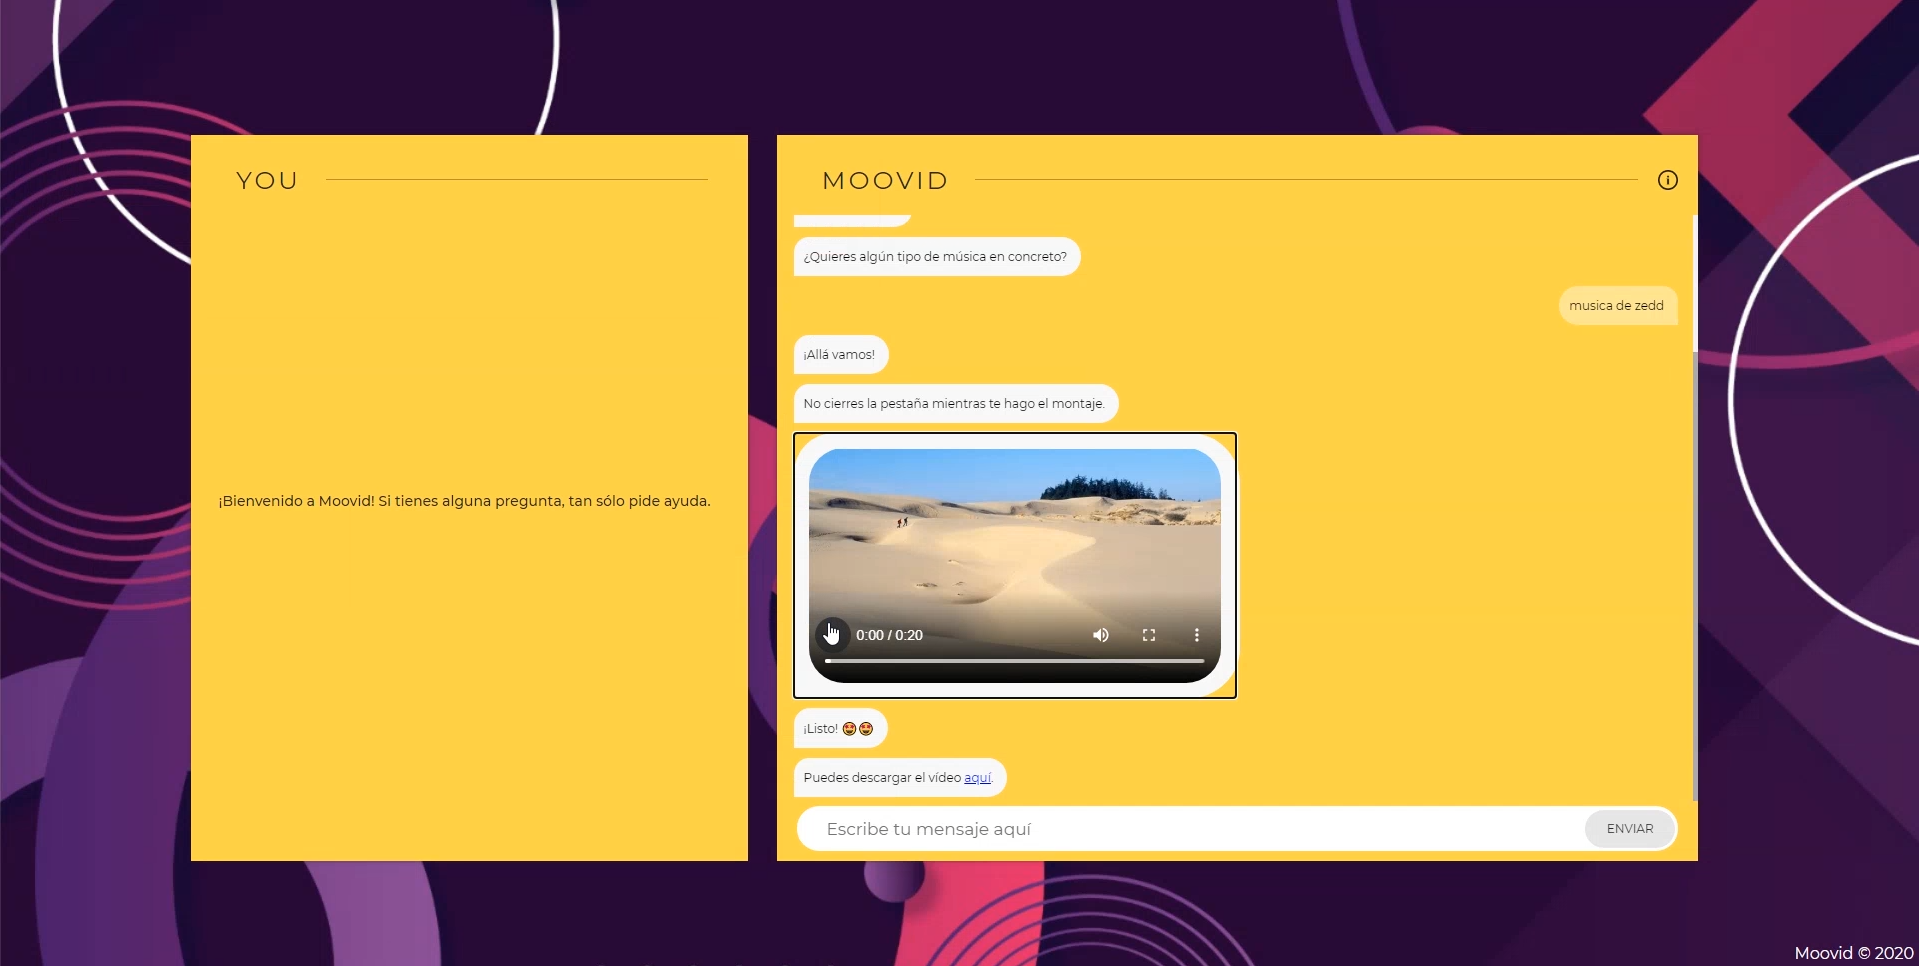 YOU
¡Bienvenido a Moovid! Si tienes alguna pregunta, tan sólo pide ayuda.
MOOVID
¿Quieres algún tipo de música en concreto?
musica de zedd
¡Allá vamos!
No cierres la pestaña mientras te hago el montaje.
0:00 / 0:20
¡Listo! 🤩🤩
Puedes descargar el vídeo aquí.
Escribe tu mensaje aquí
ENVIAR
Moovid © 2020